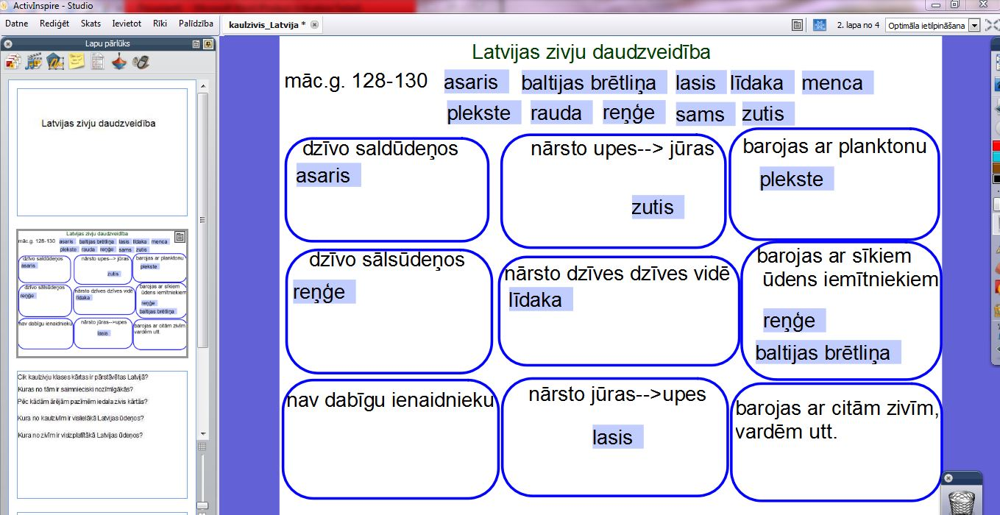 ActivInspire - Studio
Datne Rediģēt Skats Ievietot Rīki Palīdzība
kaulzivis_Latvija *
2. lapa no 4 Optimāla ietilpināšana
Lapu pārlūks
Latvijas zivju daudzveidība
Latvijas zivju daudzveidība
māc.g. 128-130 asaris baltijas brētliņa lasis līdaka menca
plekste rauda reņģe sams zutis
dzīvo saldūdeņos nārsto upes--> jūras barojas ar planktonu
asaris zutis plekste
dzīvo sālsūdeņos nārsto dzīves dzīves vidē barojas ar sīkiem
ūdens iemītniekiem
reņģe līdaka reņģe
baltijas brētliņa
nav dabīgu ienaidnieku nārsto jūras-->upes barojas ar citām zivīm,
vardēm utt.
lasis
Cik kaulzivju klases kārtas ir pārstāvētas Latvijā?
Kuras no tām ir saimnieciski nozīmīgākās?
Pēc kādām ārējām pazīmēm iedala zivis kārtās?
Kura no kaulzivīm ir vislielākā Latvijas ūdeņos?
Kura no zivīm ir visizplatītākā Latvijas ūdeņos?
Latvijas zivju daudzveidība
māc.g. 128-130
asaris baltijas brētliņa lasis līdaka menca
plekste rauda reņģe sams zutis
dzīvo saldūdeņos
asaris
nārsto upes--> jūras
zutis
barojas ar planktonu
plekste
dzīvo sālsūdeņos
reņģe
nārsto dzīves dzīves vidē
līdaka
barojas ar sīkiem
ūdens iemītniekiem
reņģe
baltijas brētliņa
nav dabīgu ienaidnieku
nārsto jūras-->upes
lasis
barojas ar citām zivīm,
vardēm utt.